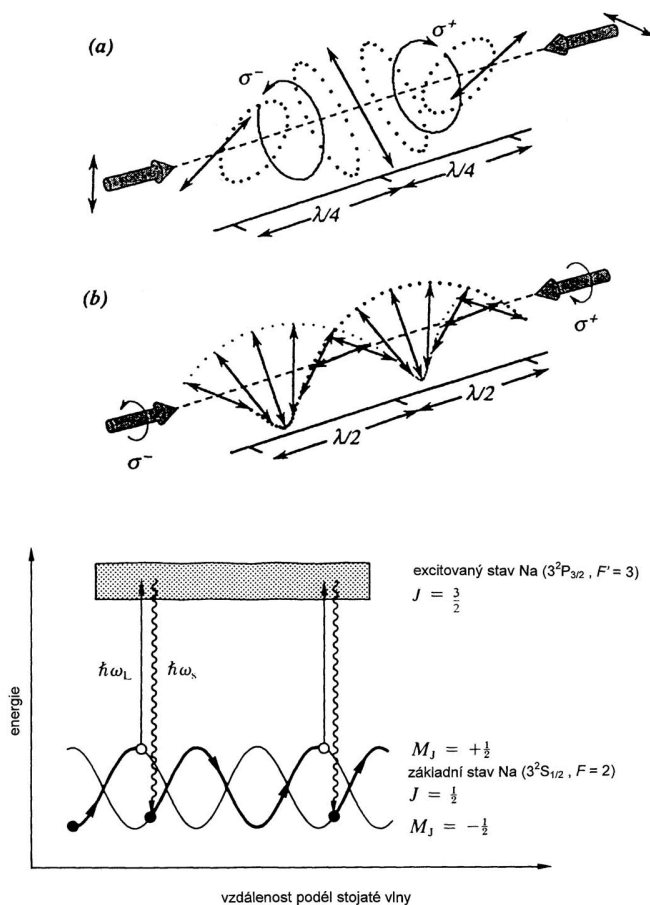 (a)
σ⁻
σ⁺
λ/4
λ/4
(b)
σ⁺
σ⁻
λ/2
λ/2
energie
excitovaný stav Na (3²P₃/₂ , F' = 3)
J = 3/2
ħω_L
ħω_s
M_J = +1/2
základní stav Na (3²S₁/₂ , F = 2)
J = 1/2
M_J = −1/2
vzdálenost podél stojaté vlny